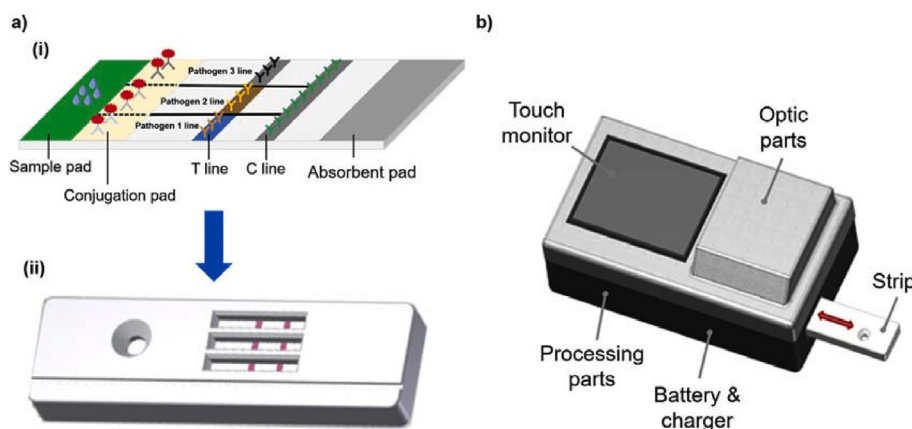 a)
(i)
Pathogen 3 line
Pathogen 2 line
Pathogen 1 line
Sample pad
Conjugation pad
T line
C line
Absorbent pad
(ii)
b)
Touch
monitor
Optic
parts
Strip
Processing
parts
Battery &
charger